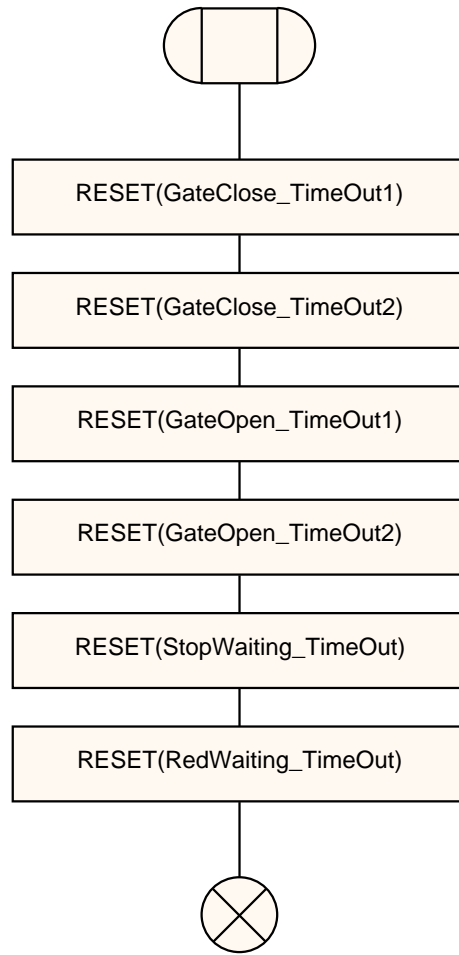 RESET(GateClose_TimeOut1)
RESET(GateClose_TimeOut2)
RESET(GateOpen_TimeOut1)
RESET(GateOpen_TimeOut2)
RESET(StopWaiting_TimeOut)
RESET(RedWaiting_TimeOut)